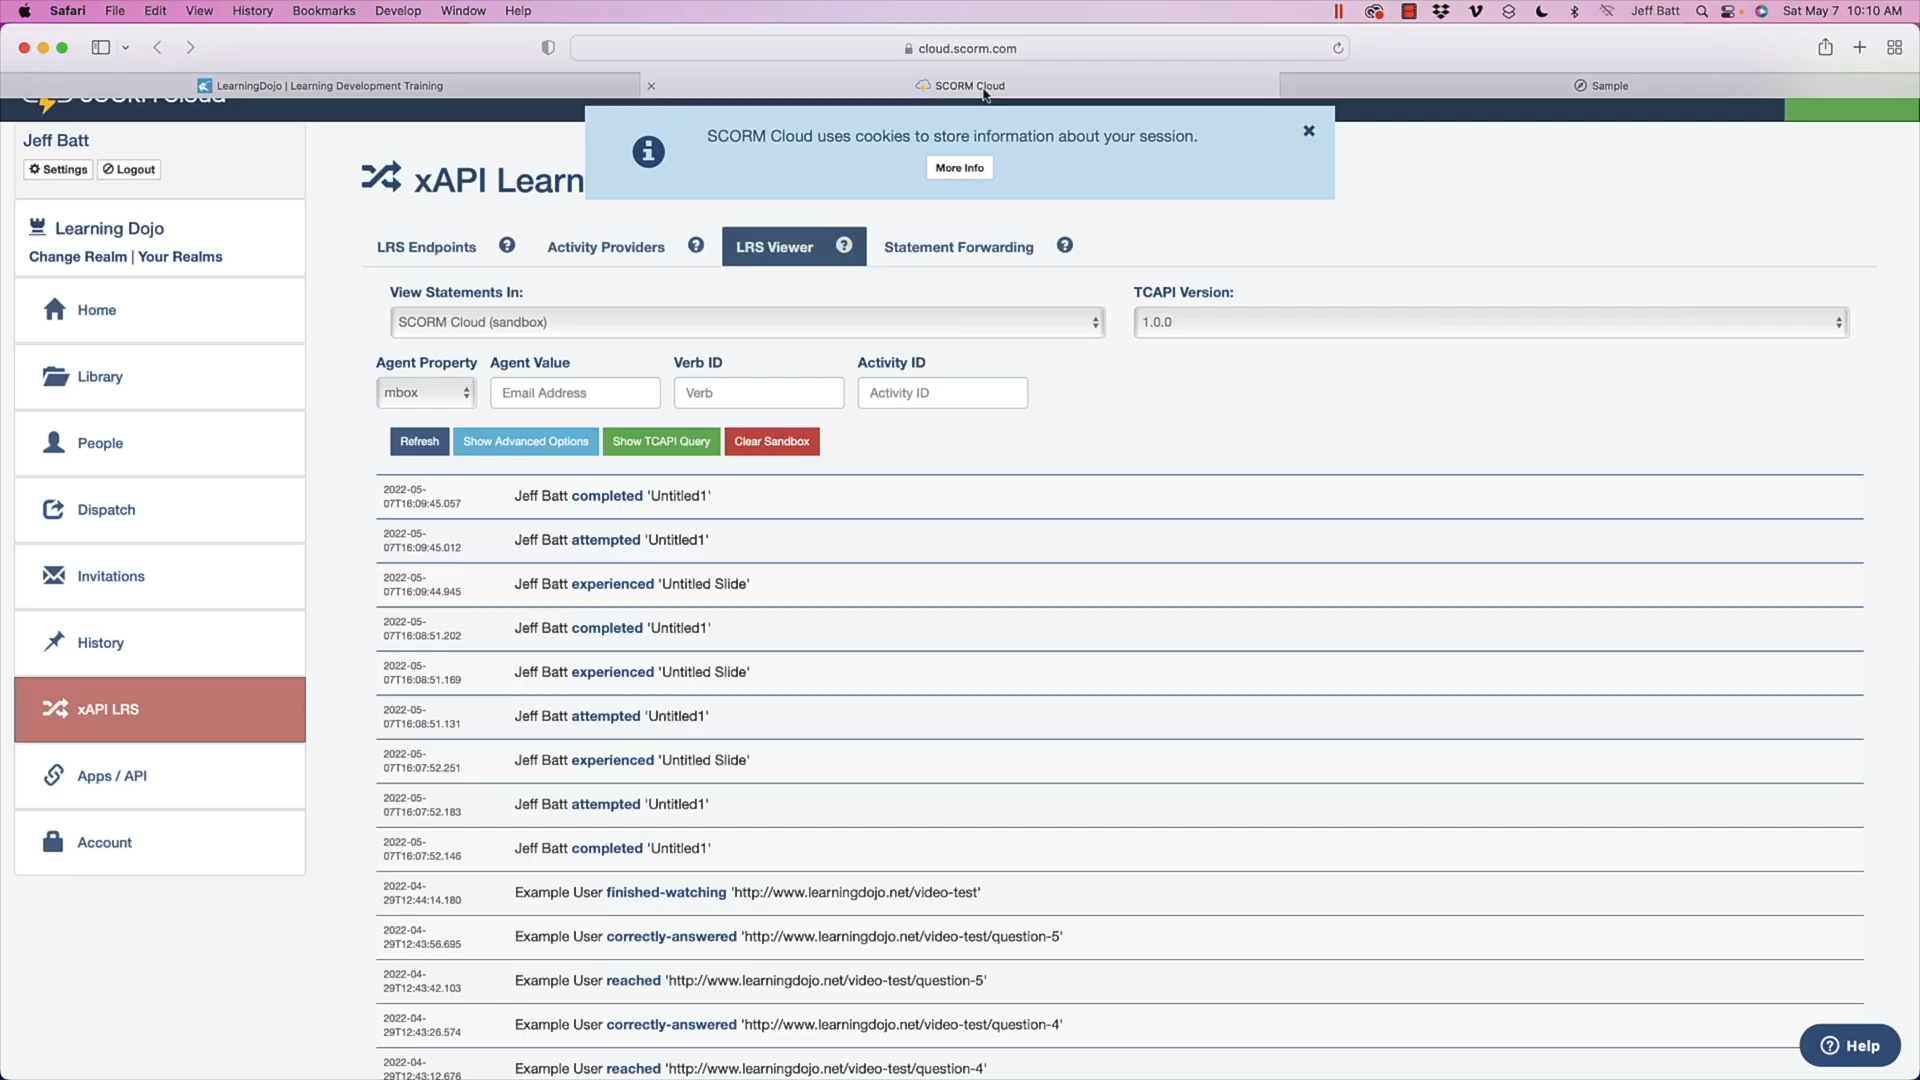 Safari File Edit View History Bookmarks Develop Window Help Jeff Batt Sat May 7 10:10 AM
cloud.scorm.com
LearningDojo | Learning Development Training SCORM Cloud Sample
SCORM Cloud
Jeff Batt
Settings Logout
SCORM Cloud uses cookies to store information about your session.
More Info
xAPI Learn
Learning Dojo
Change Realm | Your Realms
Home
Library
People
Dispatch
Invitations
History
xAPI LRS
Apps / API
Account
LRS Endpoints Activity Providers LRS Viewer Statement Forwarding
View Statements In: TCAPI Version:
SCORM Cloud (sandbox) 1.0.0
Agent Property Agent Value Verb ID Activity ID
mbox Email Address Verb Activity ID
Refresh Show Advanced Options Show TCAPI Query Clear Sandbox
2022-05-
07T16:09:45.057
Jeff Batt completed 'Untitled1'
2022-05-
07T16:09:45.012
Jeff Batt attempted 'Untitled1'
2022-05-
07T16:09:44.945
Jeff Batt experienced 'Untitled Slide'
2022-05-
07T16:08:51.202
Jeff Batt completed 'Untitled1'
2022-05-
07T16:08:51.169
Jeff Batt experienced 'Untitled Slide'
2022-05-
07T16:08:51.131
Jeff Batt attempted 'Untitled1'
2022-05-
07T16:07:52.251
Jeff Batt experienced 'Untitled Slide'
2022-05-
07T16:07:52.183
Jeff Batt attempted 'Untitled1'
2022-05-
07T16:07:52.146
Jeff Batt completed 'Untitled1'
2022-04-
29T12:44:14.180
Example User finished-watching 'http://www.learningdojo.net/video-test'
2022-04-
29T12:43:56.695
Example User correctly-answered 'http://www.learningdojo.net/video-test/question-5'
2022-04-
29T12:43:42.103
Example User reached 'http://www.learningdojo.net/video-test/question-5'
2022-04-
29T12:43:26.574
Example User correctly-answered 'http://www.learningdojo.net/video-test/question-4'
2022-04-
29T12:43:12.676
Example User reached 'http://www.learningdojo.net/video-test/question-4'
Help